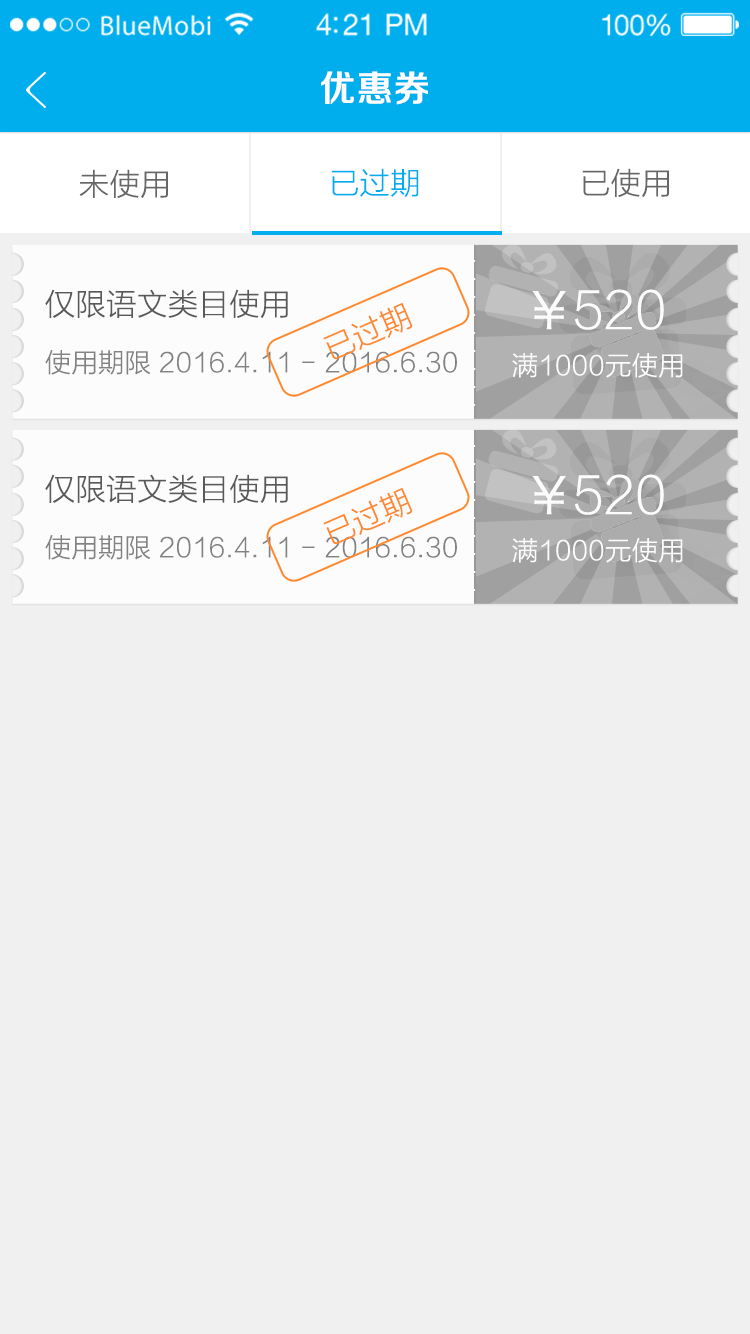 BlueMobi 4:21 PM 100%
优惠券
未使用 已过期 已使用
仅限语文类目使用
使用期限 2016.4.11 - 2016.6.30
已过期
￥520
满1000元使用
仅限语文类目使用
使用期限 2016.4.11 - 2016.6.30
已过期
￥520
满1000元使用